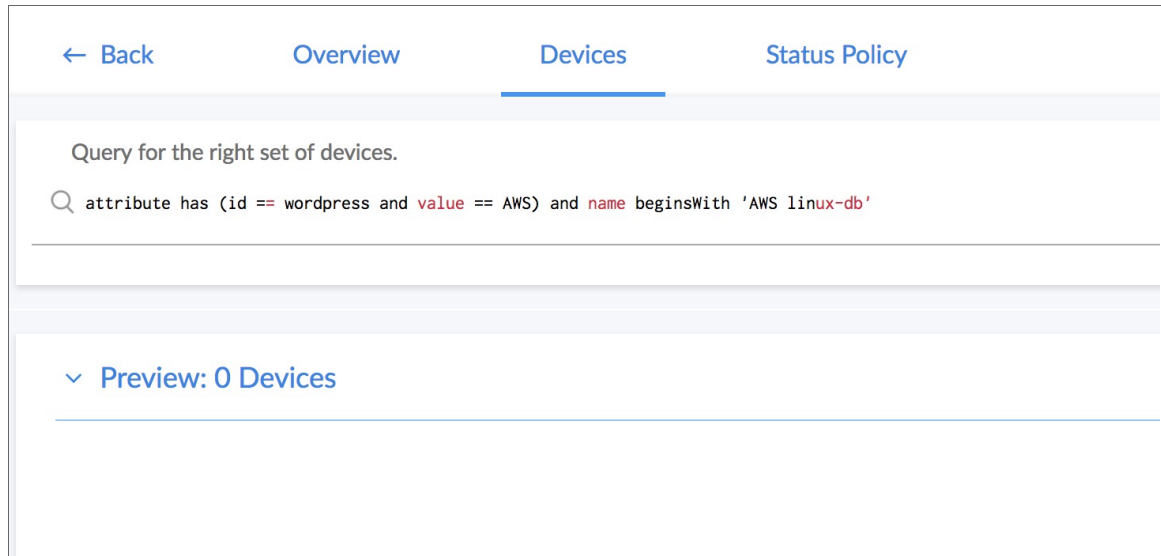 ← Back Overview Devices Status Policy
Query for the right set of devices.
attribute has (id == wordpress and value == AWS) and name beginsWith 'AWS linux-db'
Preview: 0 Devices